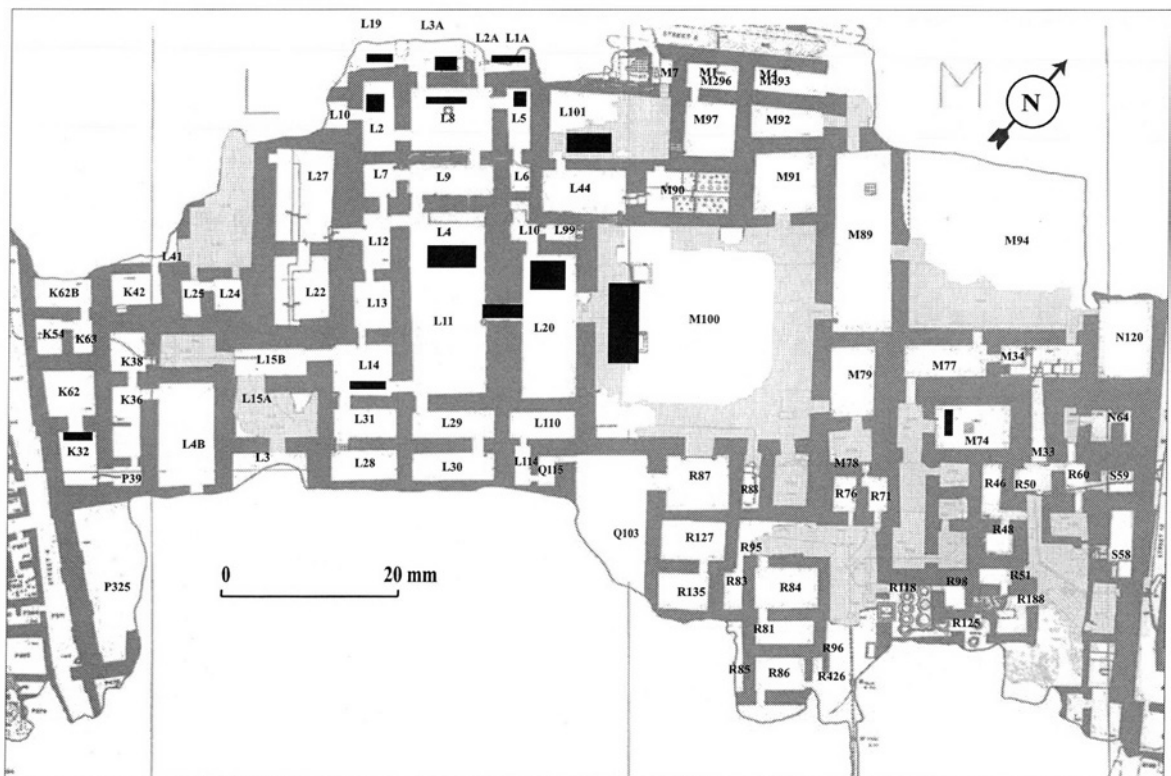 L19 L3A
L2A L1A
STREET 8
M7 M1 M4
M296 M493
L M
N
L10 L2 L8 L5 L101 M97 M92
L27 L7 L9 L6 L44 M90 M91
L4 L10 L99
L12 M89 M94
L41
K62B K42 L25 L24 L22 L13 L11 L20 M100
K54 K63 K38 L15B L14 M79 M77 M34 N120
K62 K36 L15A L31 L29 L110 M74 N64
K32 L4B L3 L28 L30 L114 Q115 M78 M33
P39 R87 R88 R76 R71 R46 R50 R60 S59
Q103 R127 R95 R48 S58
P325 R135 R83 R84 R118 R98 R51
R188
0 20 mm
R81 R96 R125
R85 R86 R426
STREET